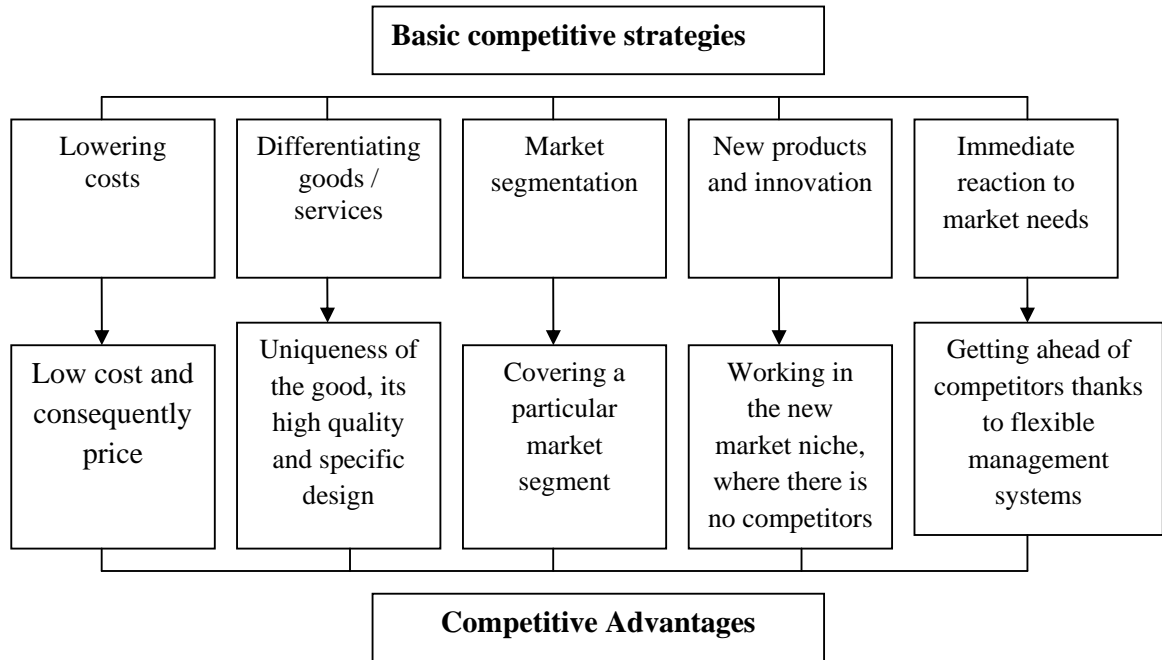 Basic competitive strategies
Lowering
costs
Differentiating
goods /
services
Market
segmentation
New products
and innovation
Immediate
reaction to
market needs
Low cost and
consequently
price
Uniqueness of
the good, its
high quality
and specific
design
Covering a
particular
market
segment
Working in
the new
market niche,
where there is
no competitors
Getting ahead of
competitors thanks
to flexible
management
systems
Competitive Advantages